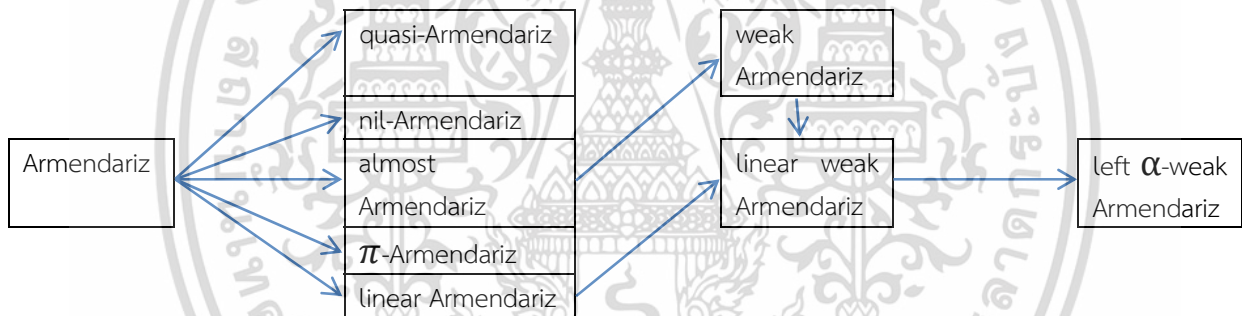 quasi-Armendariz
weak
Armendariz
nil-Armendariz
Armendariz
almost
Armendariz
linear weak
Armendariz
left α-weak
Armendariz
π-Armendariz
linear Armendariz